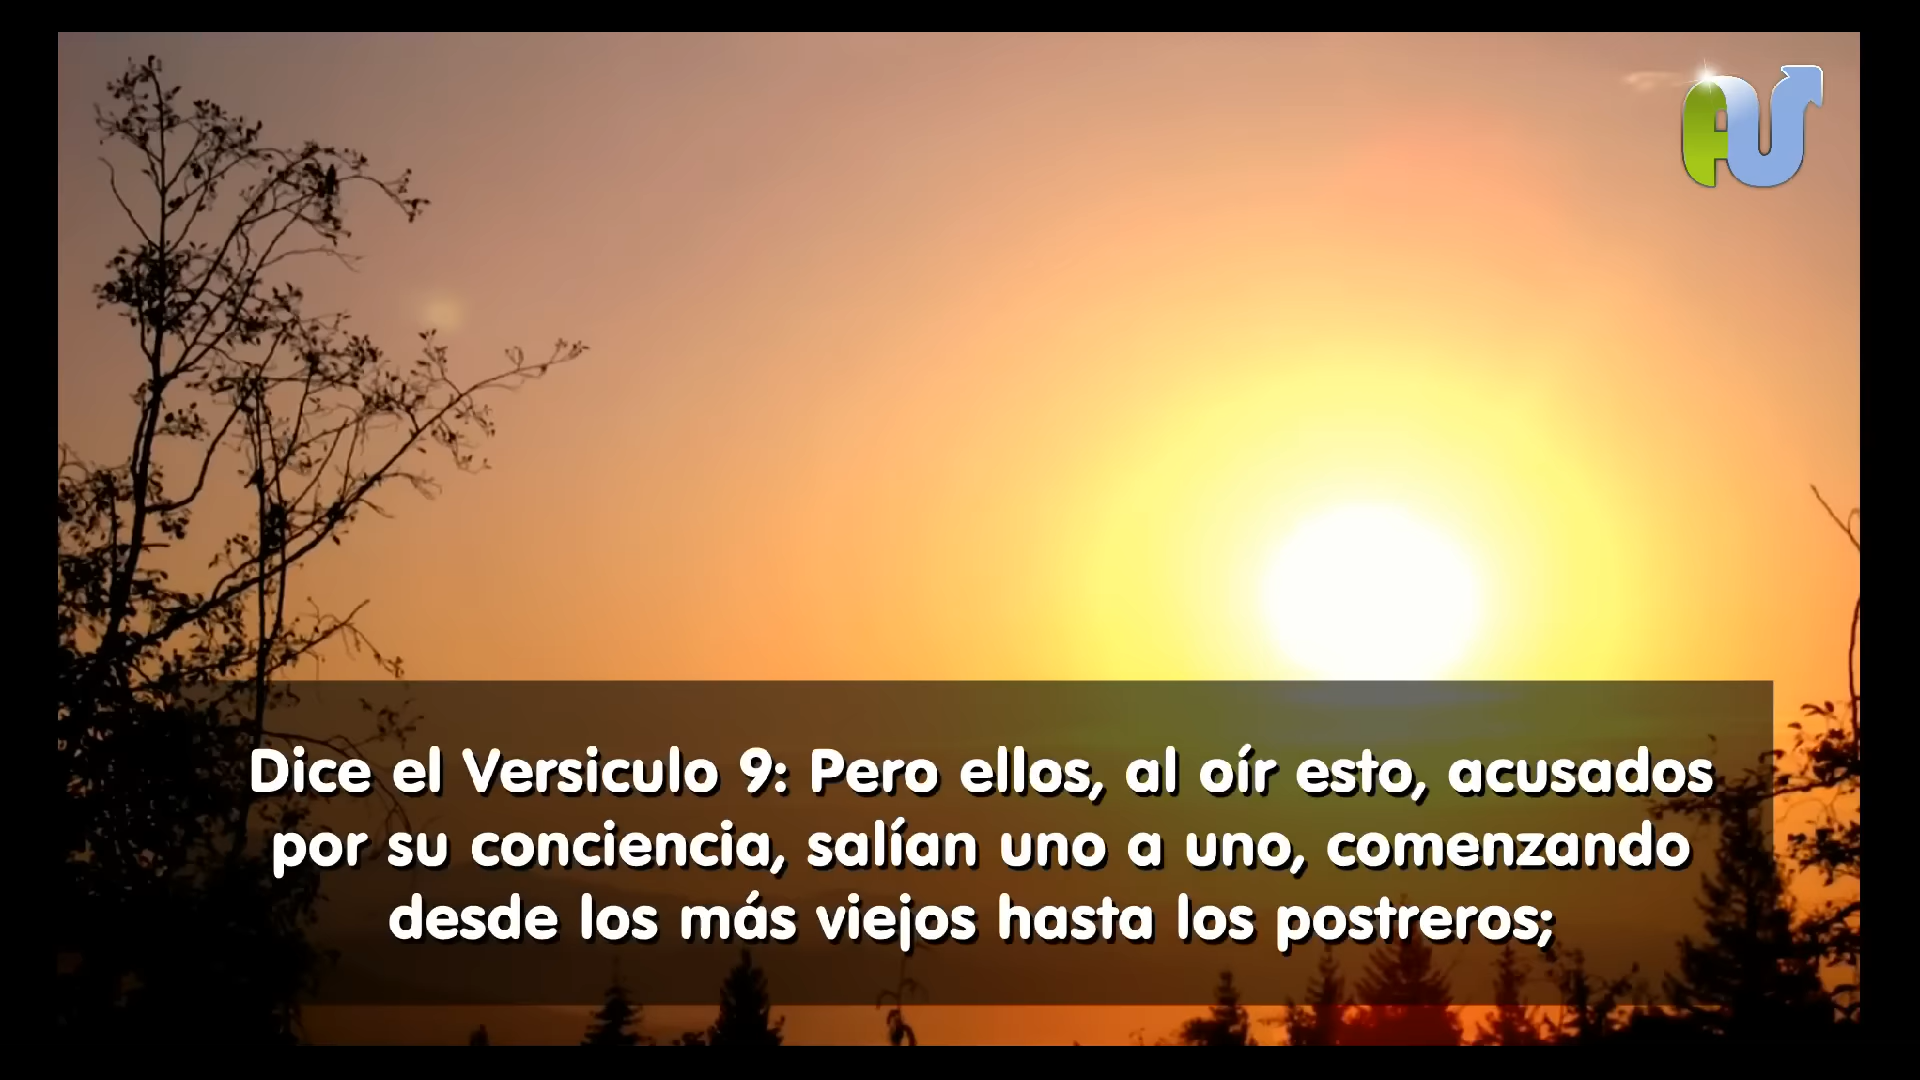 AU
Dice el Versiculo 9: Pero ellos, al oír esto, acusados
por su conciencia, salían uno a uno, comenzando
desde los más viejos hasta los postreros;